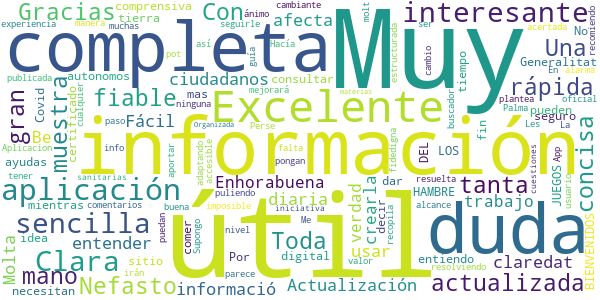 Gracias comprensiva Con ánimo cambiante interesante molt acertada
experiencia tierra seguirle afecta manera muchas Hacía ser No recomiendo
completa Muy Una Generalitat
pot así guia estructurada cambio tiempo En alarma
publicada autonomos ciudadanos consultar buscador plantea oficial
gran muestra certificado cualquier fiable mas mejorará rápida
Covid ninguna Excelente pueden Palma
Aplicacion paso Fácil Perse seguro Les La
Be información DEL LOS fin concisa
ayudas info Organizada falta materias pongan fidedigna
aplicación tener sanitarias aportar adaptando accesible resuelta App cuestiones
mientras comentarios Enhorabuena útil dar HAMBRE tanta JUEGOS usuario BIENVENIDOS
sencilla buena puliendo diaria verdad crearla decir recopila alcance trabajo duda
Molta idea entender puedan imposible iniciativa
Clara Supongo comer Me Toda usar entiendo claredat resolviendo
mano sitio nivel digital
Nefasto informació Por Actualización actualizada
necesitan irán parece valor